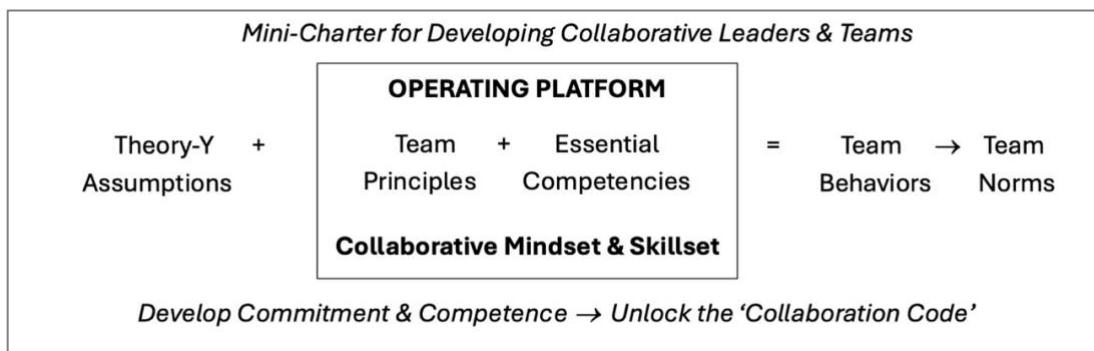 Mini-Charter for Developing Collaborative Leaders & Teams
OPERATING PLATFORM
Theory-Y + Team + Essential = Team → Team
Assumptions Principles Competencies Behaviors Norms
Collaborative Mindset & Skillset
Develop Commitment & Competence → Unlock the ‘Collaboration Code’